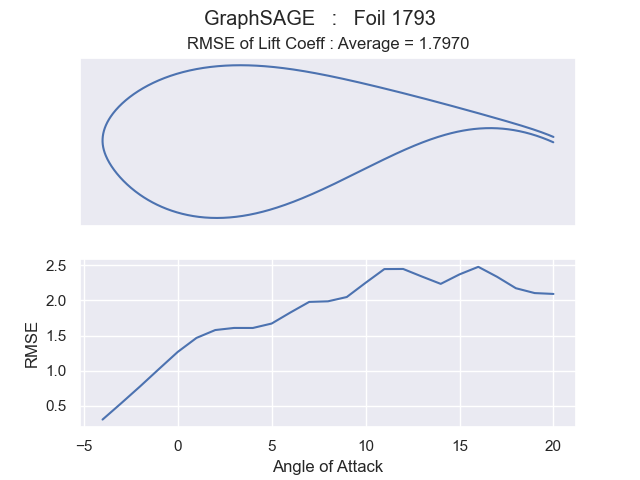 GraphSAGE   :   Foil 1793
RMSE of Lift Coeff : Average = 1.7970
2.5
2.0
1.5
1.0
0.5
RMSE
−5
0
5
10
15
20
Angle of Attack